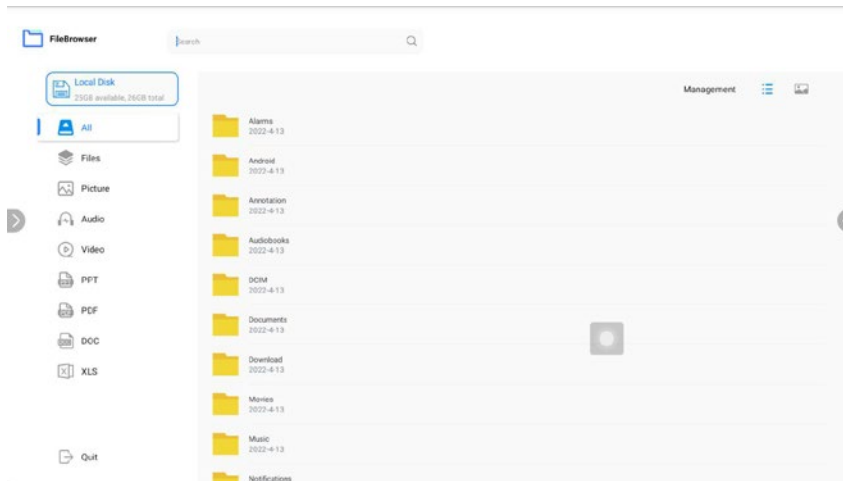 FileBrowser
Search
Local Disk
25GB available, 26GB total
All
Files
Picture
Audio
Video
PPT
PDF
DOC
XLS
Quit
Management
Alarms
2022-4-13
Android
2022-4-13
Annotation
2022-4-13
Audiobooks
2022-4-13
DCIM
2022-4-13
Documents
2022-4-13
Download
2022-4-13
Movies
2022-4-13
Music
2022-4-13
Notifications